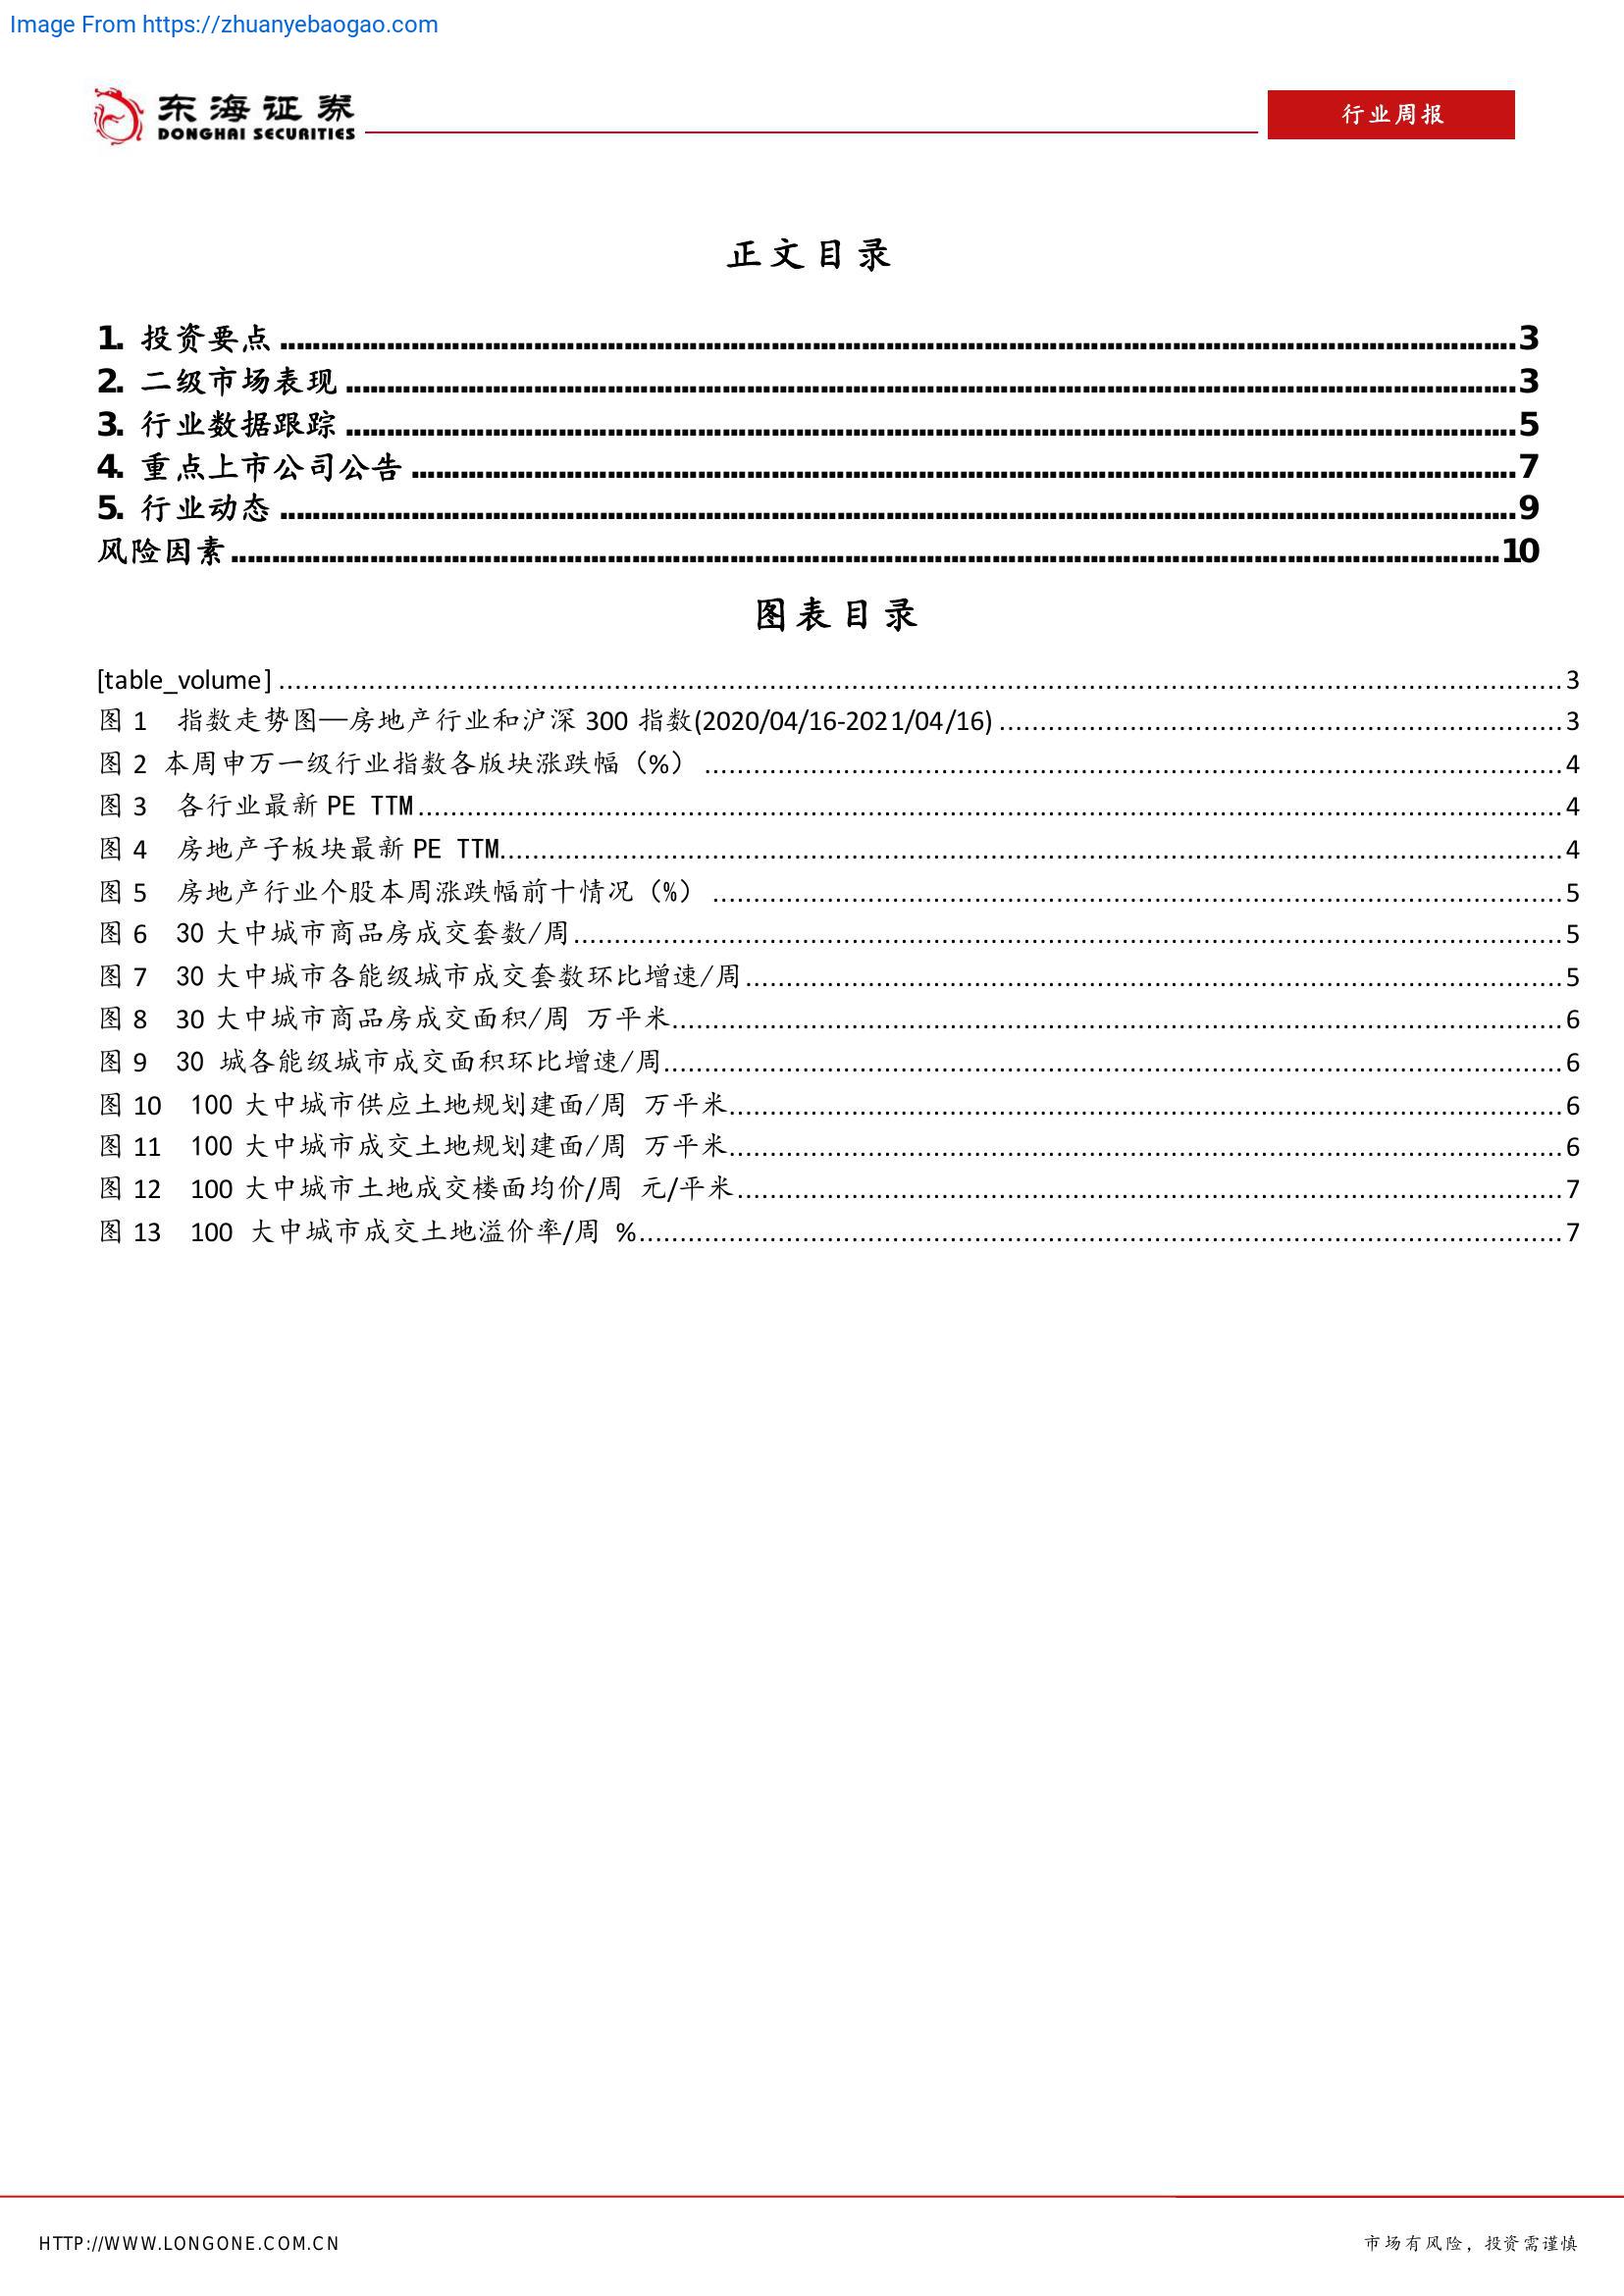 Image From https://zhuanyebaogao.com
东海证券
DONGHAI SECURITIES
行业周报
正文目录
1. 投资要点 ........................................ 3
2. 二级市场表现 ........................................ 3
3. 行业数据跟踪 ........................................ 5
4. 重点上市公司公告 ........................................ 7
5. 行业动态 ........................................ 9
风险因素 ........................................ 10
图表目录
[table_volume] ........................................ 3
图 1 指数走势图—房地产行业和沪深 300 指数(2020/04/16-2021/04/16) ........................................ 3
图 2 本周申万一级行业指数各版块涨跌幅（%） ........................................ 4
图 3 各行业最新 PE TTM ........................................ 4
图 4 房地产子板块最新 PE TTM ........................................ 4
图 5 房地产行业个股本周涨跌幅前十情况（%） ........................................ 5
图 6 30 大中城市商品房成交套数/周 ........................................ 5
图 7 30 大中城市各能级城市成交套数环比增速/周 ........................................ 5
图 8 30 大中城市商品房成交面积/周 万平米 ........................................ 6
图 9 30 城各能级城市成交面积环比增速/周 ........................................ 6
图 10 100 大中城市供应土地规划建面/周 万平米 ........................................ 6
图 11 100 大中城市成交土地规划建面/周 万平米 ........................................ 6
图 12 100 大中城市土地成交楼面均价/周 元/平米 ........................................ 7
图 13 100 大中城市成交土地溢价率/周 % ........................................ 7
HTTP://WWW.LONGONE.COM.CN
市场有风险，投资需谨慎